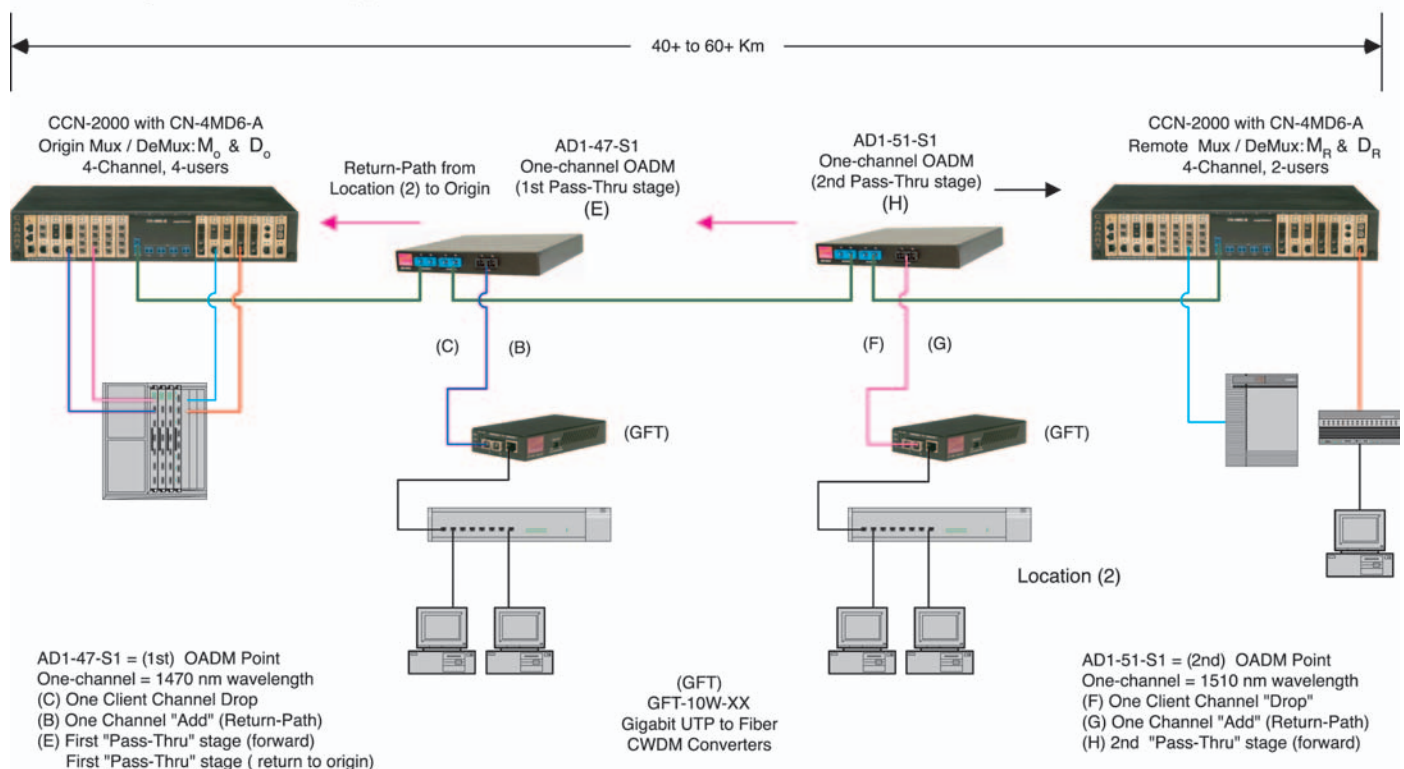 40+ to 60+ Km
CCN-2000 with CN-4MD6-A
Origin Mux / DeMux: Mo & Do
4-Channel, 4-users
Return-Path from
Location (2) to Origin
AD1-47-S1
One-channel OADM
(1st Pass-Thru stage)
(E)
AD1-51-S1
One-channel OADM
(2nd Pass-Thru stage)
(H)
CCN-2000 with CN-4MD6-A
Remote Mux / DeMux: MR & DR
4-Channel, 2-users
(C)
(B)
(F)
(G)
(GFT)
(GFT)
Location (2)
AD1-47-S1 = (1st) OADM Point
One-channel = 1470 nm wavelength
(C) One Client Channel Drop
(B) One Channel "Add" (Return-Path)
(E) First "Pass-Thru" stage (forward)
First "Pass-Thru" stage ( return to origin)
(GFT)
GFT-10W-XX
Gigabit UTP to Fiber
CWDM Converters
AD1-51-S1 = (2nd) OADM Point
One-channel = 1510 nm wavelength
(F) One Client Channel "Drop"
(G) One Channel "Add" (Return-Path)
(H) 2nd "Pass-Thru" stage (forward)